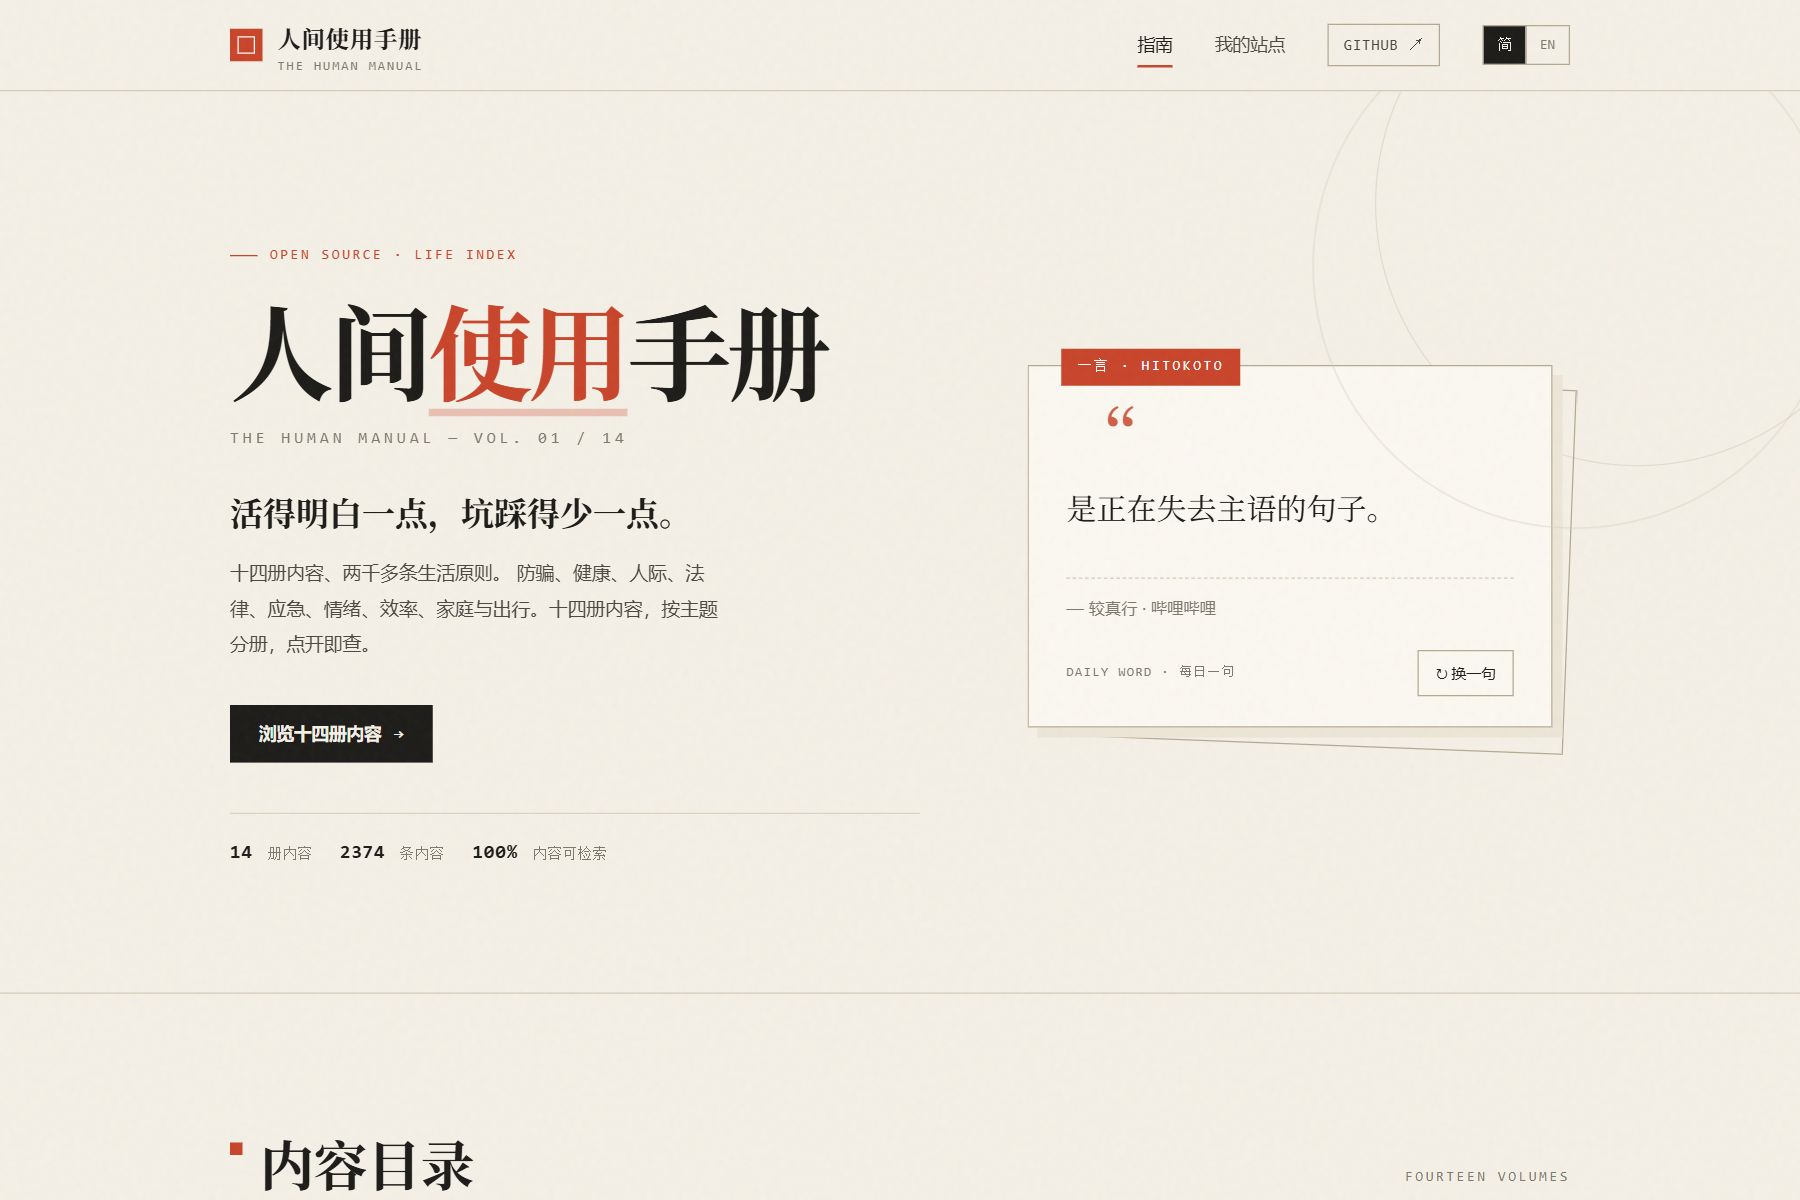 人间使用手册
THE HUMAN MANUAL
指南
我的站点
GITHUB ↗
简
EN
OPEN SOURCE · LIFE INDEX
人间使用手册
THE HUMAN MANUAL — VOL. 01 / 14
活得明白一点，坑踩得少一点。
十四册内容、两千多条生活原则。 防骗、健康、人际、法
律、应急、情绪、效率、家庭与出行。十四册内容，按主题
分册，点开即查。
浏览十四册内容 →
14 册内容 2374 条内容 100% 内容可检索
一言 · HITOKOTO
“
是正在失去主语的句子。
— 较真行 · 哔哩哔哩
DAILY WORD · 每日一句
↻ 换一句
内容目录
FOURTEEN VOLUMES